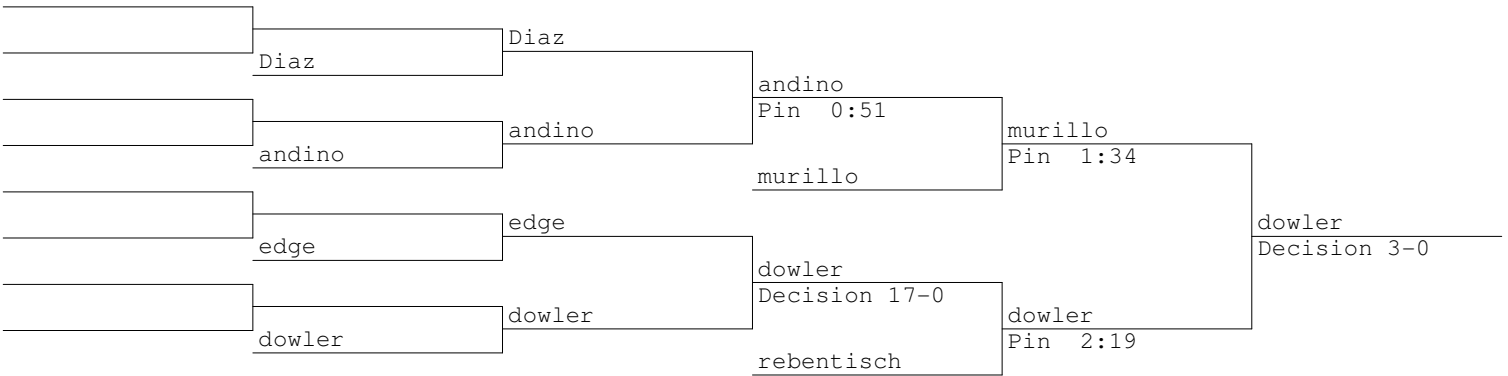 Diaz
Diaz
andino
Pin 0:51
andino
andino
murillo
Pin 1:34
murillo
edge
edge
dowler
Decision 3-0
dowler
Decision 17-0
dowler
dowler
dowler
Pin 2:19
rebentisch